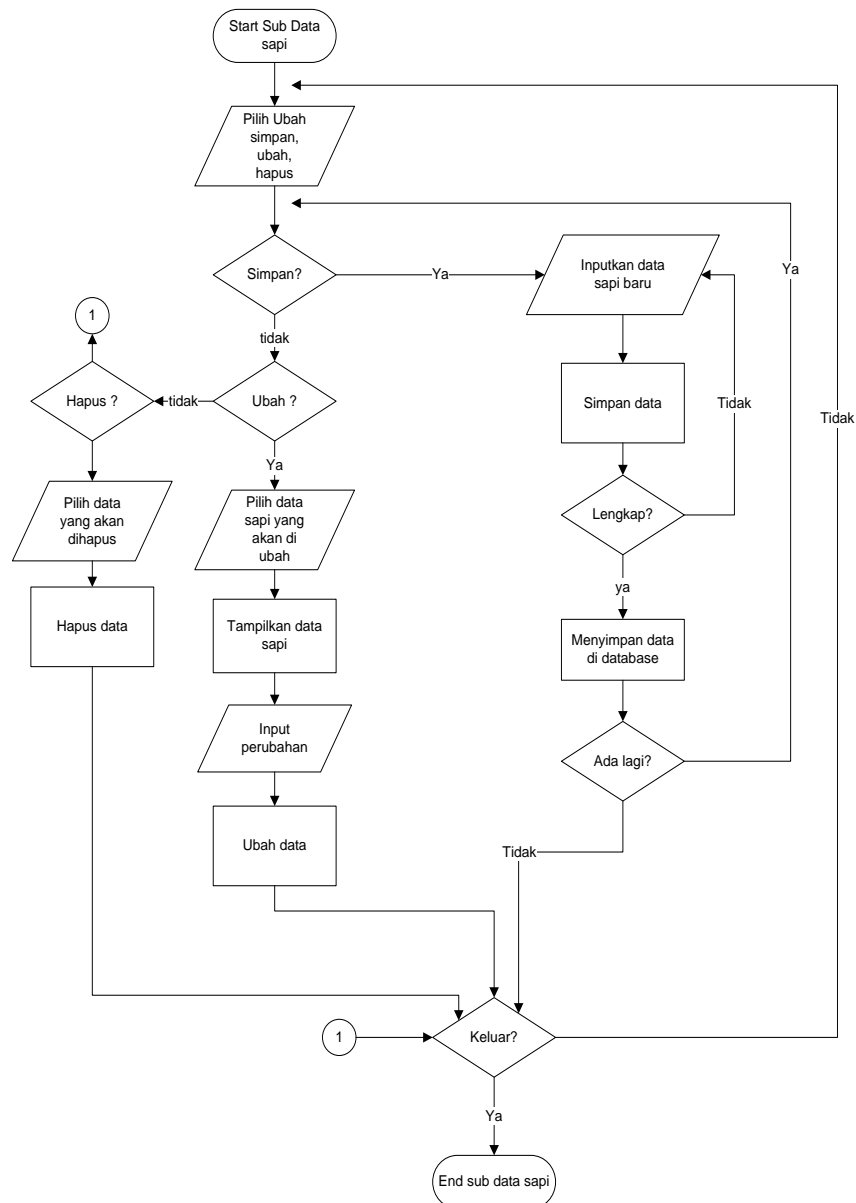 Start Sub Data
sapi
Pilih Ubah
simpan,
ubah,
hapus
Simpan?
Ya
Inputkan data
sapi baru
Ya
tidak
1
Hapus ?
tidak
Ubah ?
Simpan data
Tidak
Tidak
Ya
Pilih data
yang akan
dihapus
Pilih data
sapi yang
akan di
ubah
Lengkap?
ya
Hapus data
Tampilkan data
sapi
Menyimpan data
di database
Input
perubahan
Ada lagi?
Ubah data
Tidak
1
Keluar?
Ya
End sub data sapi